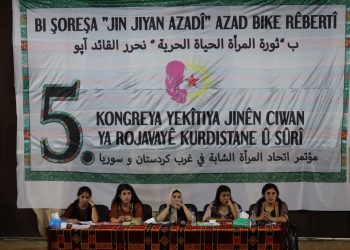 BI ŞOREŞA "JIN JIYAN AZADÎ" AZAD BIKE RÊBERTÎ
ب "ثورة المرأة الحياة الحرية " نحرر القائد آبو
5.
KONGREYA YEKÎTIYA JINÊN CIWAN
YA ROJAVAYÊ KURDISTANE Û SÛRÎ
مؤتمر اتحاد المرأة الشابة في غرب كردستان و سوريا